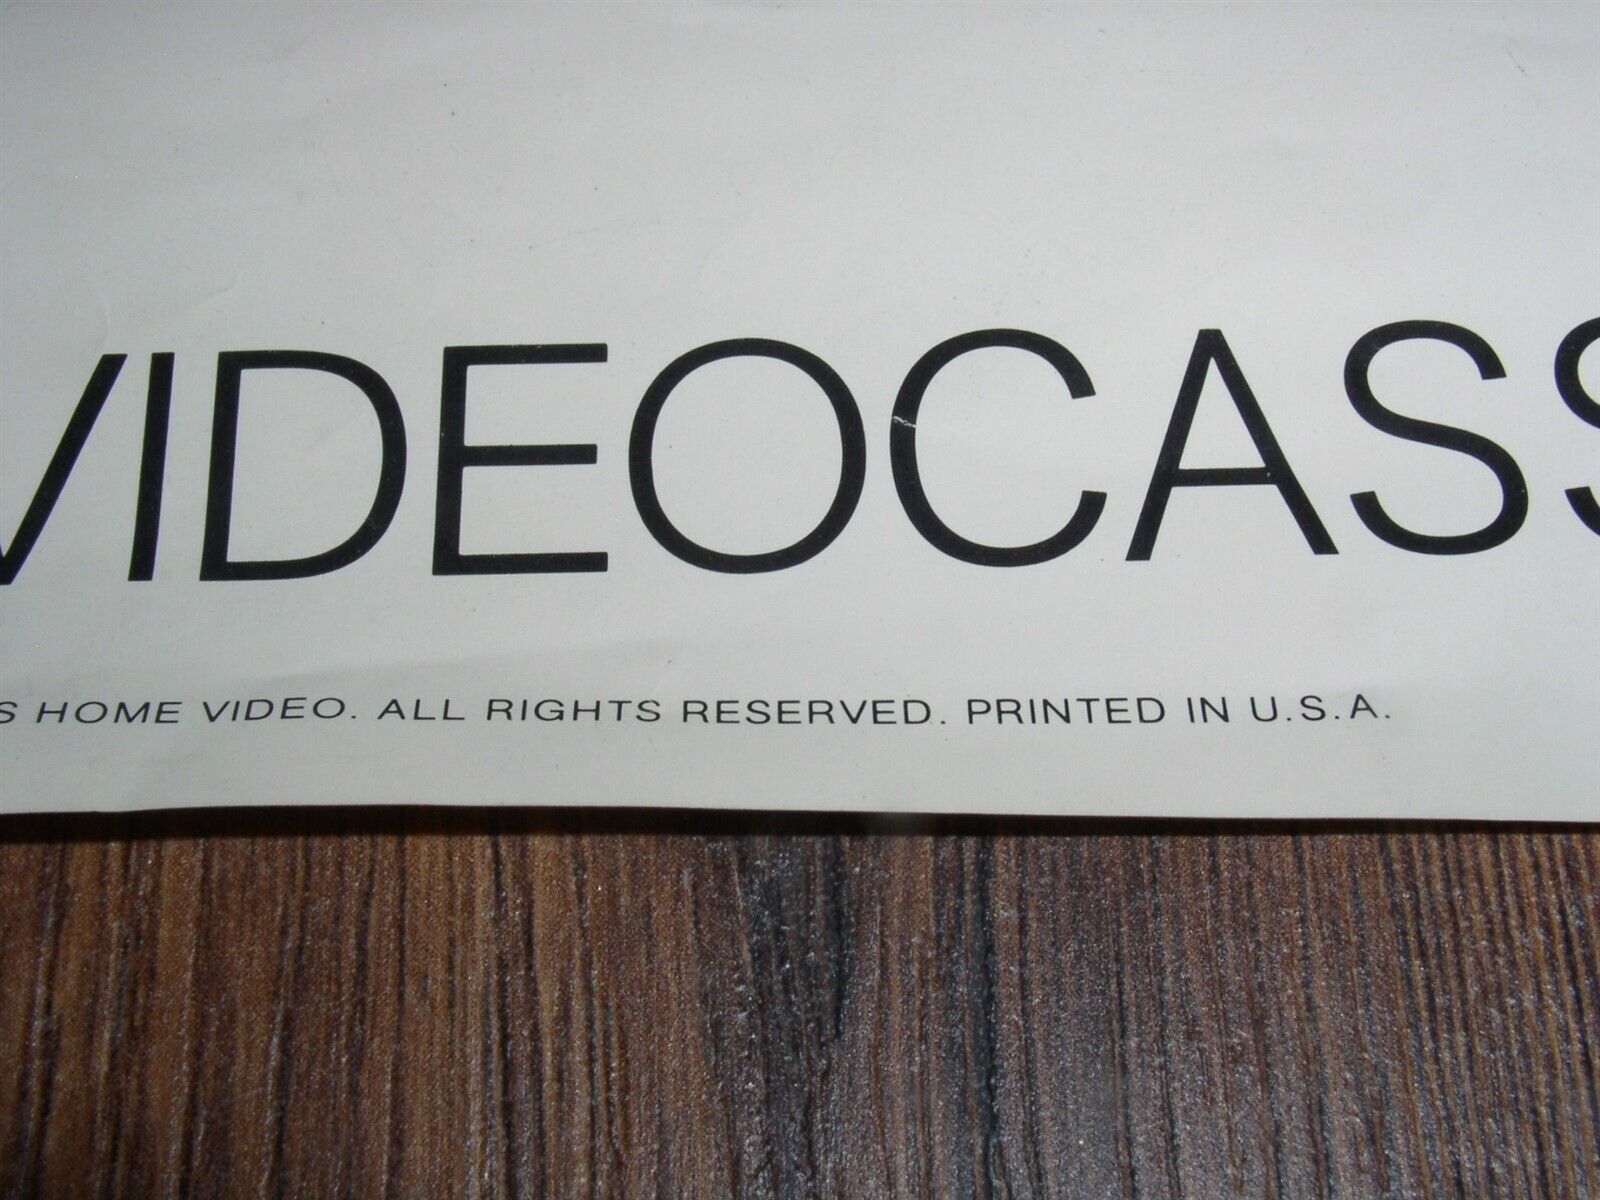 VIDEOCASS
S HOME VIDEO. ALL RIGHTS RESERVED. PRINTED IN U.S.A.